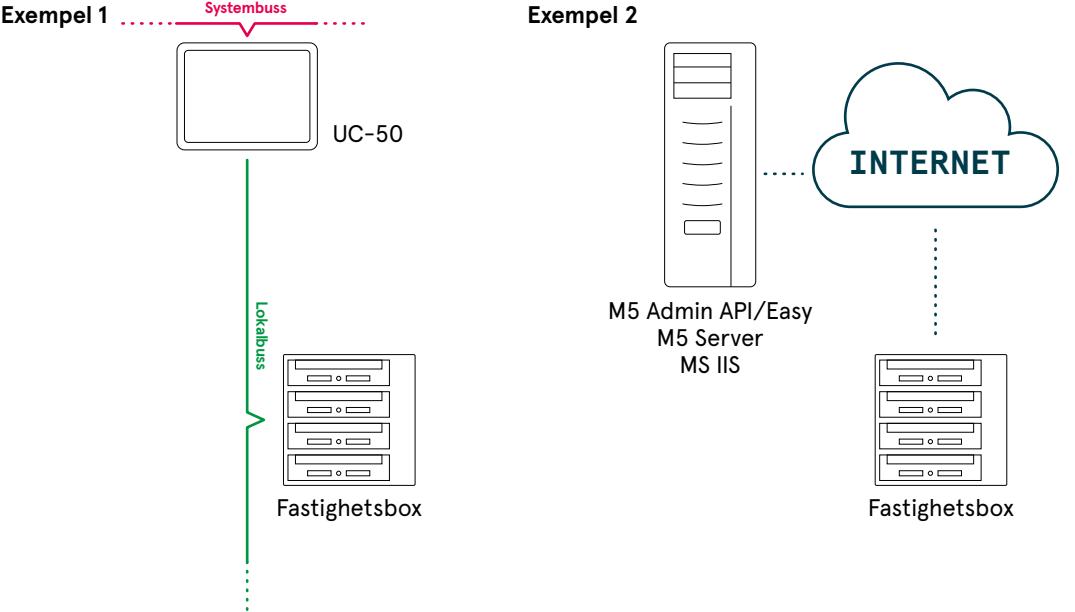 Exempel 1
Systembuss
UC-50
Lokalbuss
Fastighetsbox
Exempel 2
INTERNET
M5 Admin API/Easy
M5 Server
MS IIS
Fastighetsbox